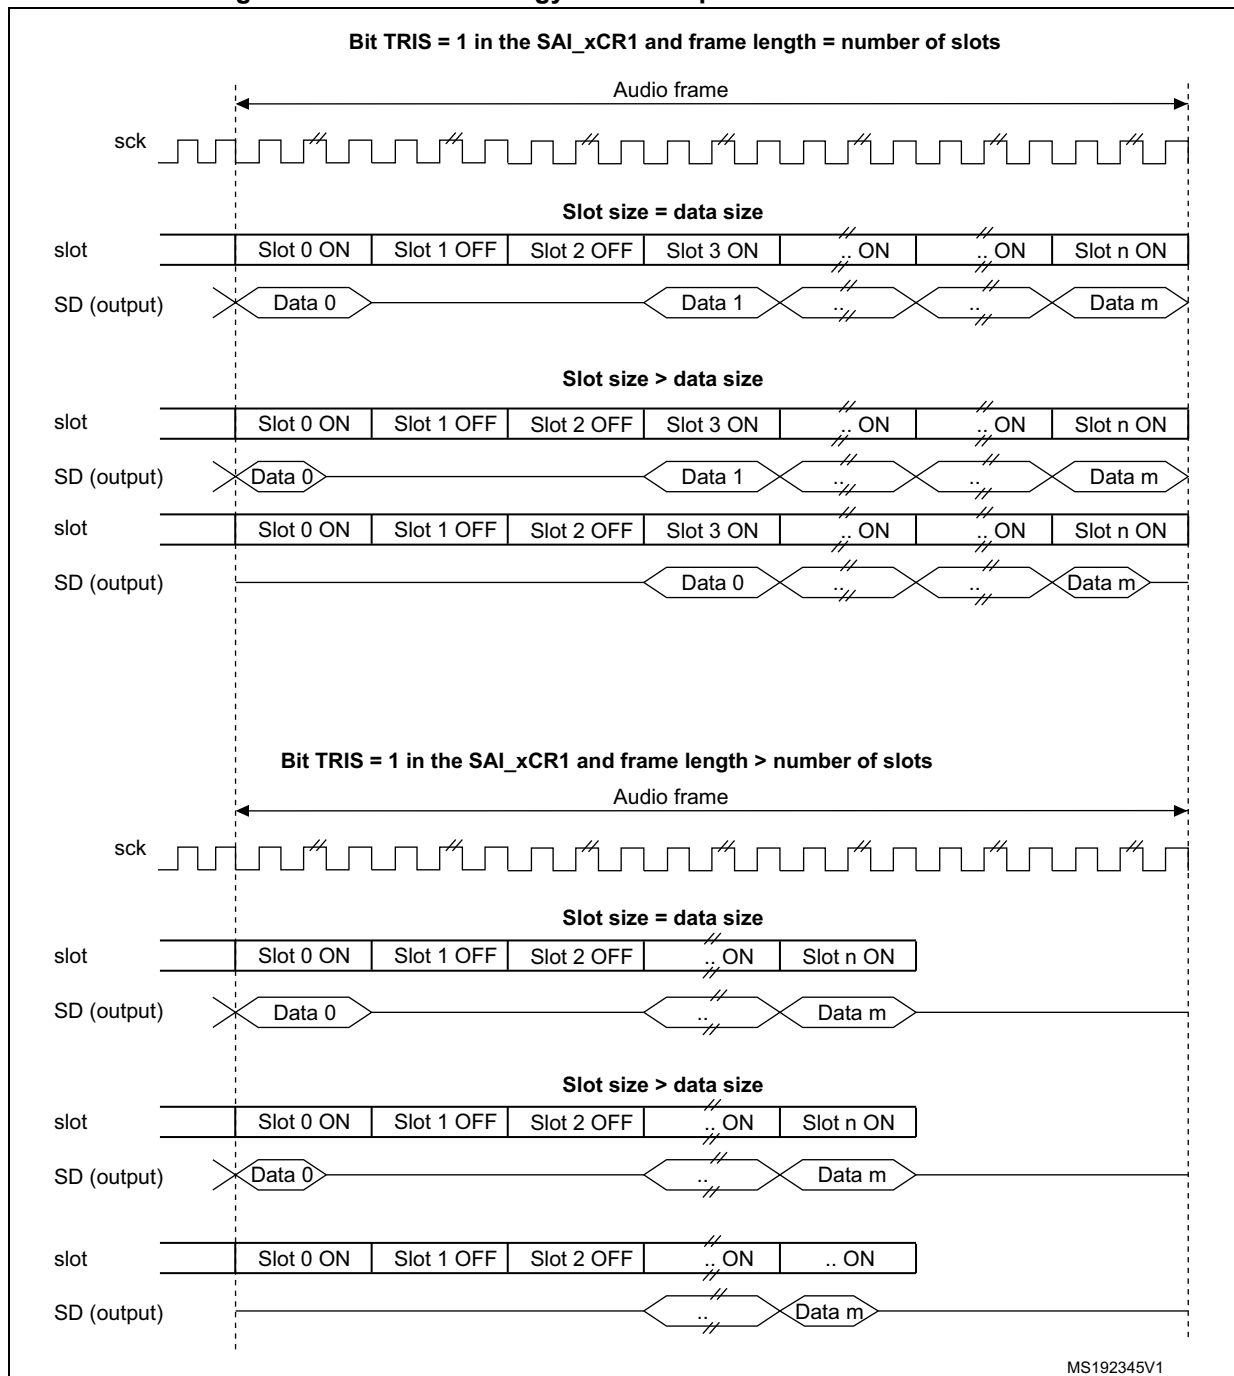 Bit TRIS = 1 in the SAI_xCR1 and frame length = number of slots
Audio frame
sck
Slot size = data size
slot Slot 0 ON Slot 1 OFF Slot 2 OFF Slot 3 ON .. ON .. ON Slot n ON
SD (output) Data 0 Data 1 .. .. Data m
Slot size > data size
slot Slot 0 ON Slot 1 OFF Slot 2 OFF Slot 3 ON .. ON .. ON Slot n ON
SD (output) Data 0 Data 1 .. .. Data m
slot Slot 0 ON Slot 1 OFF Slot 2 OFF Slot 3 ON .. ON .. ON Slot n ON
SD (output) Data 0 .. .. Data m
Bit TRIS = 1 in the SAI_xCR1 and frame length > number of slots
Audio frame
sck
Slot size = data size
slot Slot 0 ON Slot 1 OFF Slot 2 OFF .. ON Slot n ON
SD (output) Data 0 .. Data m
Slot size > data size
slot Slot 0 ON Slot 1 OFF Slot 2 OFF .. ON Slot n ON
SD (output) Data 0 .. Data m
slot Slot 0 ON Slot 1 OFF Slot 2 OFF .. ON .. ON
SD (output) .. Data m
MS192345V1